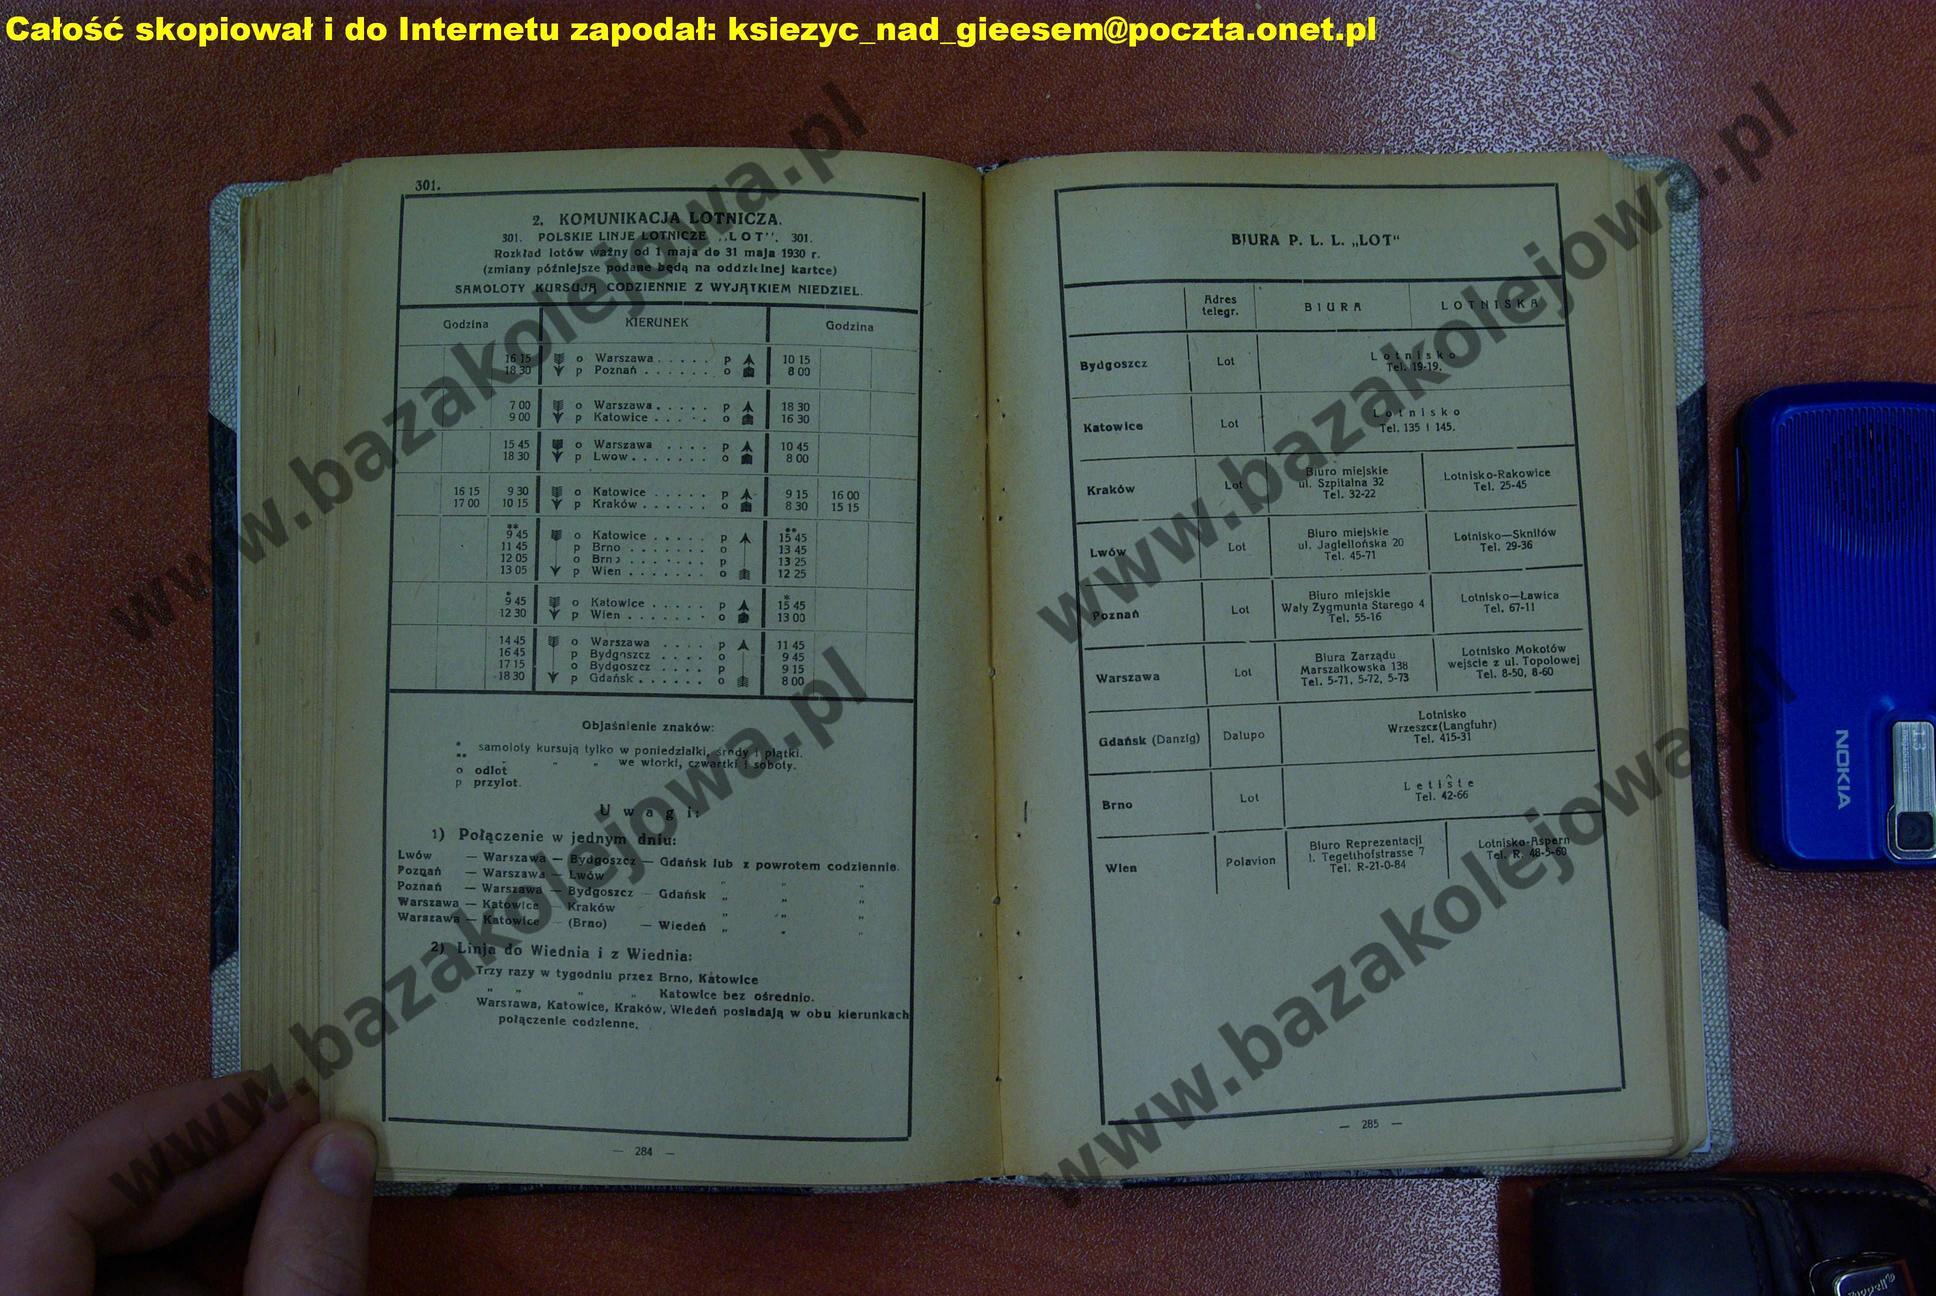 Całość skopiował i do Internetu zapodał: ksiezyc_nad_gieesem@poczta.onet.pl
301.
2. KOMUNIKACJA LOTNICZA.
301. POLSKIE LINJE LOTNICZE „LOT". 301.
Rozkład lotów ważny od 1 maja do 31 maja 1930 r.
(zmiany późniejsze podane będą na oddzielnej kartce)
SAMOLOTY KURSUJĄ CODZIENNIE Z WYJĄTKIEM NIEDZIEL.
Godzina KIERUNEK Godzina
16 15 o Warszawa . . . . . p 10 15
18 30 p Poznań . . . . . . . o 8 00
7 00 o Warszawa . . . . . p 18 30
9 00 p Katowice . . . . . o 16 30
15 45 o Warszawa . . . . p 10 45
18 30 p Lwow . . . . . . . o 8 00
16 15 9 30 o Katowice . . . . . p 9 15 16 00
17 00 10 15 p Kraków . . . . . . o 8 30 15 15
** **
9 45 o Katowice . . . . . p 15 45
11 45 p Brno . . . . . . . o 13 45
12 05 o Brno . . . . . . . p 13 25
13 05 p Wien . . . . . . . o 12 25
* *
9 45 o Katowice . . . . . p 15 45
12 30 p Wien . . . . . . . o 13 00
14 45 o Warszawa . . . . p 11 45
16 45 p Bydgoszcz . . . . o 9 45
17 15 o Bydgoszcz . . . . p 9 15
18 30 p Gdańsk . . . . . . o 8 00
Objaśnienie znaków:
* samoloty kursują tylko w poniedziałki, środy i piątki.
** " " " we wtorki, czwartki i soboty.
o odlot
p przylot.
Uwagi:
1) Połączenie w jednym dniu:
Lwów — Warszawa — Bydgoszcz — Gdańsk lub z powrotem codziennie.
Poznań — Warszawa — Lwów " " "
Poznań — Warszawa — Bydgoszcz — Gdańsk " " "
Warszawa — Katowice — Kraków " " "
Warszawa — Katowice — (Brno) — Wiedeń " " "
2) Linja do Wiednia i z Wiednia:
Trzy razy w tygodniu przez Brno, Katowice
" " " " Katowice bez ośrednio.
Warszawa, Katowice, Kraków, Wiedeń posiadają w obu kierunkach
połączenie codzienne.
— 284 —
BIURA P. L. L. „LOT"
Adres telegr. BIURA LOTNISKA
Bydgoszcz Lot Lotnisko
Tel. 19-19.
Katowice Lot Lotnisko
Tel. 135 i 145.
Kraków Lot Biuro miejskie
ul. Szpitalna 32
Tel. 32-22
Lotnisko-Rakowice
Tel. 25-45
Lwów Lot Biuro miejskie
ul. Jagiellońska 20
Tel. 45-71
Lotnisko—Skniłów
Tel. 29-36
Poznań Lot Biuro miejskie
Wały Zygmunta Starego 4
Tel. 55-16
Lotnisko—Ławica
Tel. 67-11
Warszawa Lot Biura Zarządu
Marszałkowska 138
Tel. 5-71, 5-72, 5-73
Lotnisko Mokotów
wejście z ul. Topolowej
Tel. 8-50, 8-60
Gdańsk (Danzig) Dalupo Lotnisko
Wrzeszcz(Langfuhr)
Tel. 415-31
Brno Lot Letiŝte
Tel. 42-66
Wien Polavion Biuro Reprezentacji
I. Tegetthofstrasse 7
Tel. R-21-0-84
Lotnisko-Aspern
Tel. R. 48-5-60
— 285 —
NOKIA
www.bazakolejowa.pl
www.bazakolejowa.pl
www.bazakolejowa.pl
www.bazakolejowa.pl